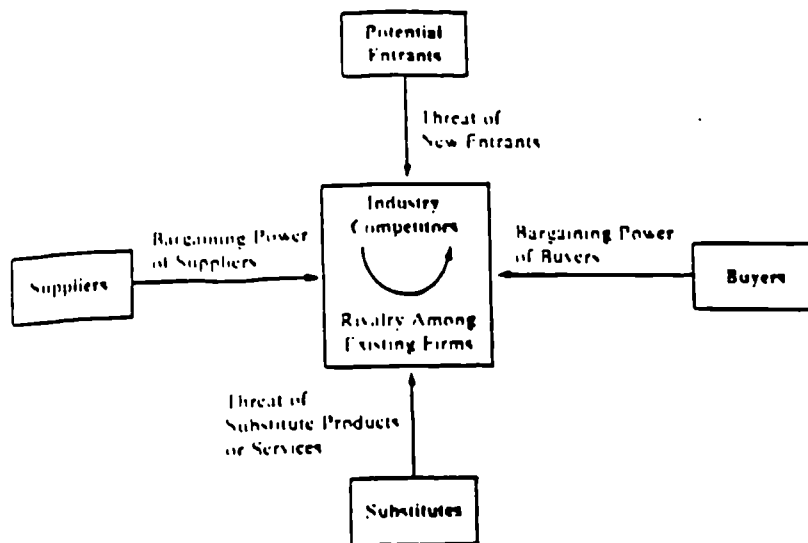 Potential
Entrants
Threat of
New Entrants
Industry
Competitors
Bargaining Power
of Suppliers
Bargaining Power
of Buyers
Suppliers
Buyers
Rivalry Among
Existing Firms
Threat of
Substitute Products
or Services
Substitutes